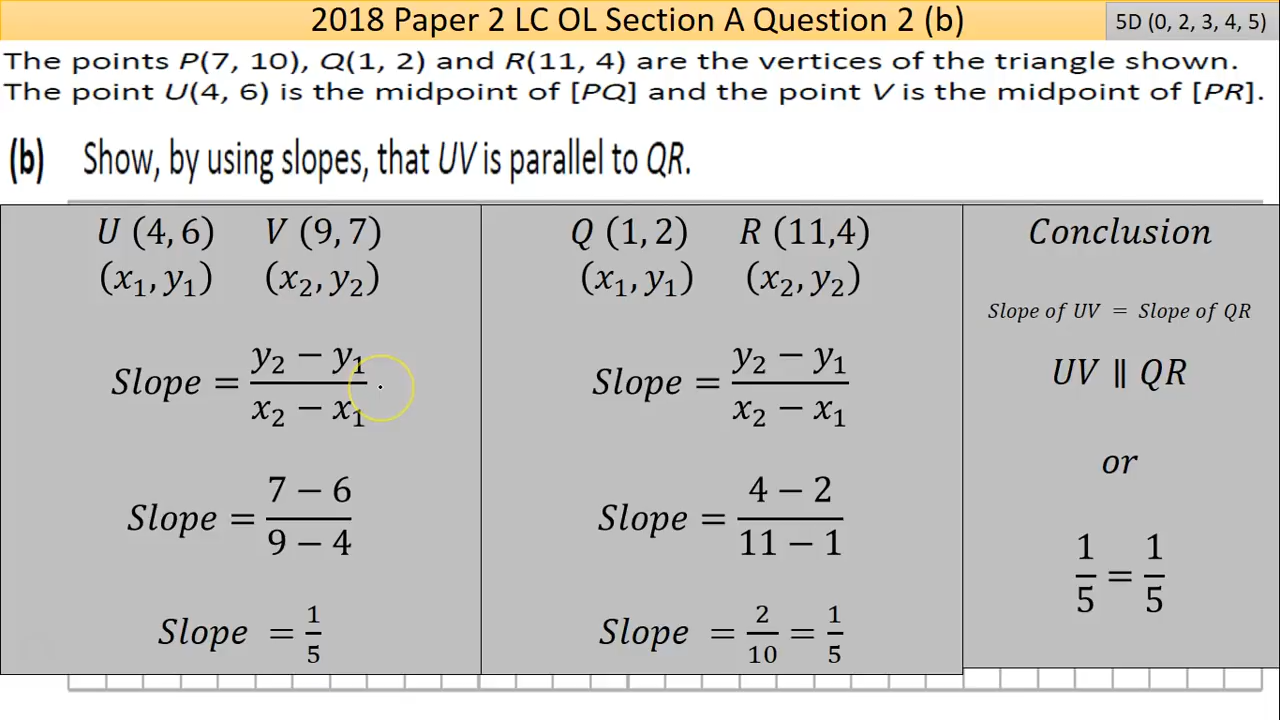 2018 Paper 2 LC OL Section A Question 2 (b)
5D (0, 2, 3, 4, 5)
The points P(7, 10), Q(1, 2) and R(11, 4) are the vertices of the triangle shown.
The point U(4, 6) is the midpoint of [PQ] and the point V is the midpoint of [PR].
(b) Show, by using slopes, that UV is parallel to QR.
U (4, 6) V (9, 7)
(x₁, y₁) (x₂, y₂)
Slope = (y₂ − y₁)/(x₂ − x₁)
Slope = (7 − 6)/(9 − 4)
Slope = 1/5
Q (1, 2) R (11,4)
(x₁, y₁) (x₂, y₂)
Slope = (y₂ − y₁)/(x₂ − x₁)
Slope = (4 − 2)/(11 − 1)
Slope = 2/10 = 1/5
Conclusion
Slope of UV = Slope of QR
UV ∥ QR
or
1/5 = 1/5